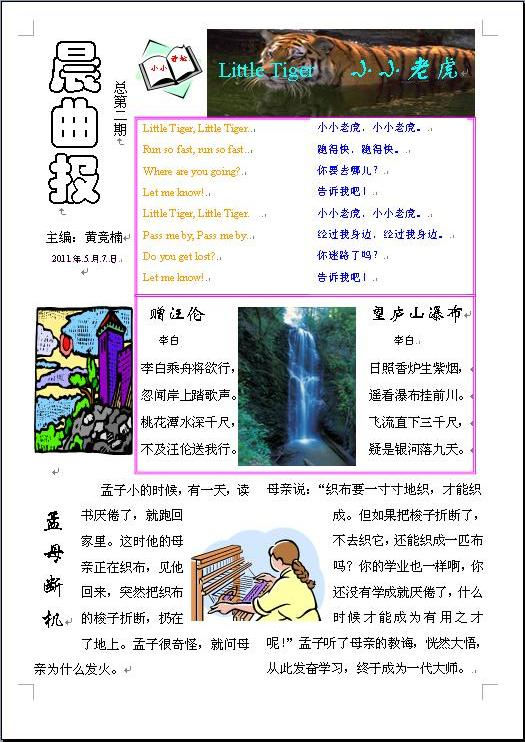 晨曲报
总第二期
小小诗坛
Little Tiger 小小老虎
主编：黄竞楠
2011年.5月.7日.
Little Tiger, Little Tiger. 小小老虎，小小老虎。
Run so fast, run so fast. 跑得快，跑得快。
Where are you going? 你要去哪儿？
Let me know! 告诉我吧！
Little Tiger, Little Tiger. 小小老虎，小小老虎。
Pass me by, Pass me by. 经过我身边，经过我身边。
Do you get lost? 你迷路了吗？
Let me know! 告诉我吧！
赠汪伦
李白
李白乘舟将欲行，
忽闻岸上踏歌声。
桃花潭水深千尺，
不及汪伦送我行。
望庐山瀑布
李白
日照香炉生紫烟，
遥看瀑布挂前川。
飞流直下三千尺，
疑是银河落九天。
孟母断机
孟子小的时候，有一天，读
书厌倦了，就跑回
家里。这时他的母
亲正在织布，见他
回来，突然把织布
的梭子折断，扔在
了地上。孟子很奇怪，就问母
亲为什么发火。
母亲说：“织布要一寸寸地织，才能织
成。但如果把梭子折断了，
不去织它，还能织成一匹布
吗？你的学业也一样啊，你
还没有学成就厌倦了，什么
时候才能成为有用之才
呢！”孟子听了母亲的教诲，恍然大悟，
从此发奋学习，终于成为一代大师。